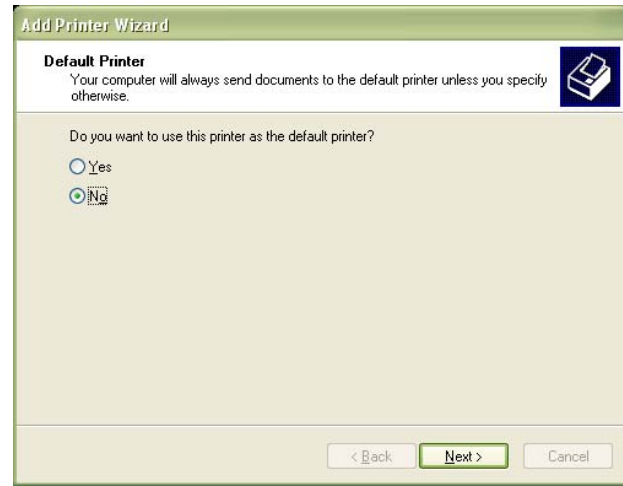 Add Printer Wizard
Default Printer
Your computer will always send documents to the default printer unless you specify
otherwise.
Do you want to use this printer as the default printer?
Yes
No
< Back
Next >
Cancel